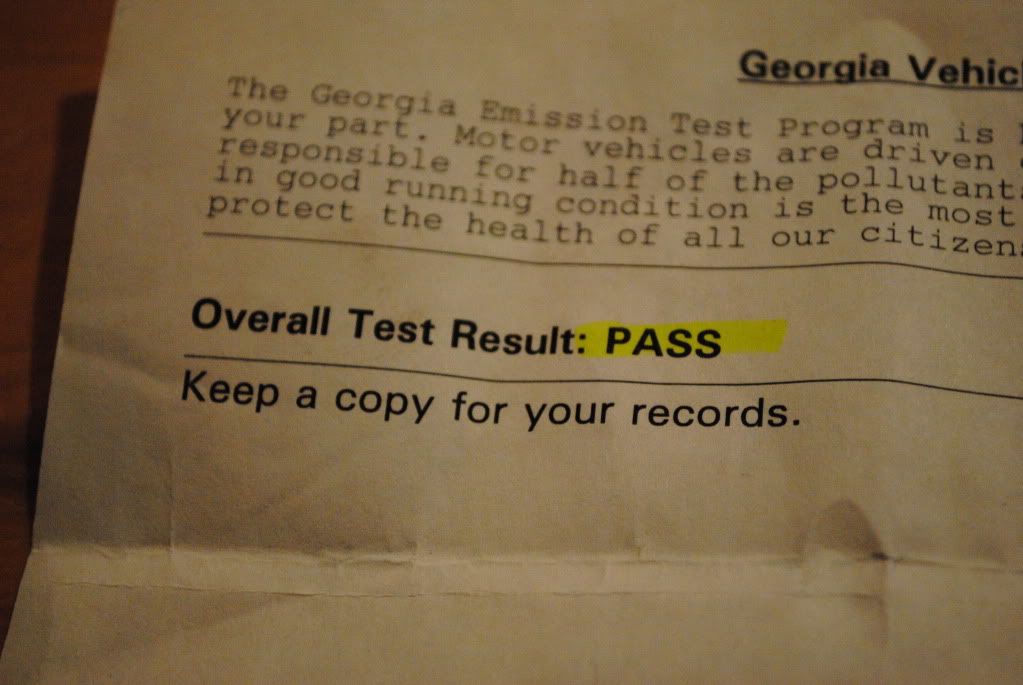 Georgia Vehic
The Georgia Emission Test Program is
your part. Motor vehicles are driven
responsible for half of the pollutants
in good running condition is the most
protect the health of all our citizens
Overall Test Result: PASS
Keep a copy for your records.